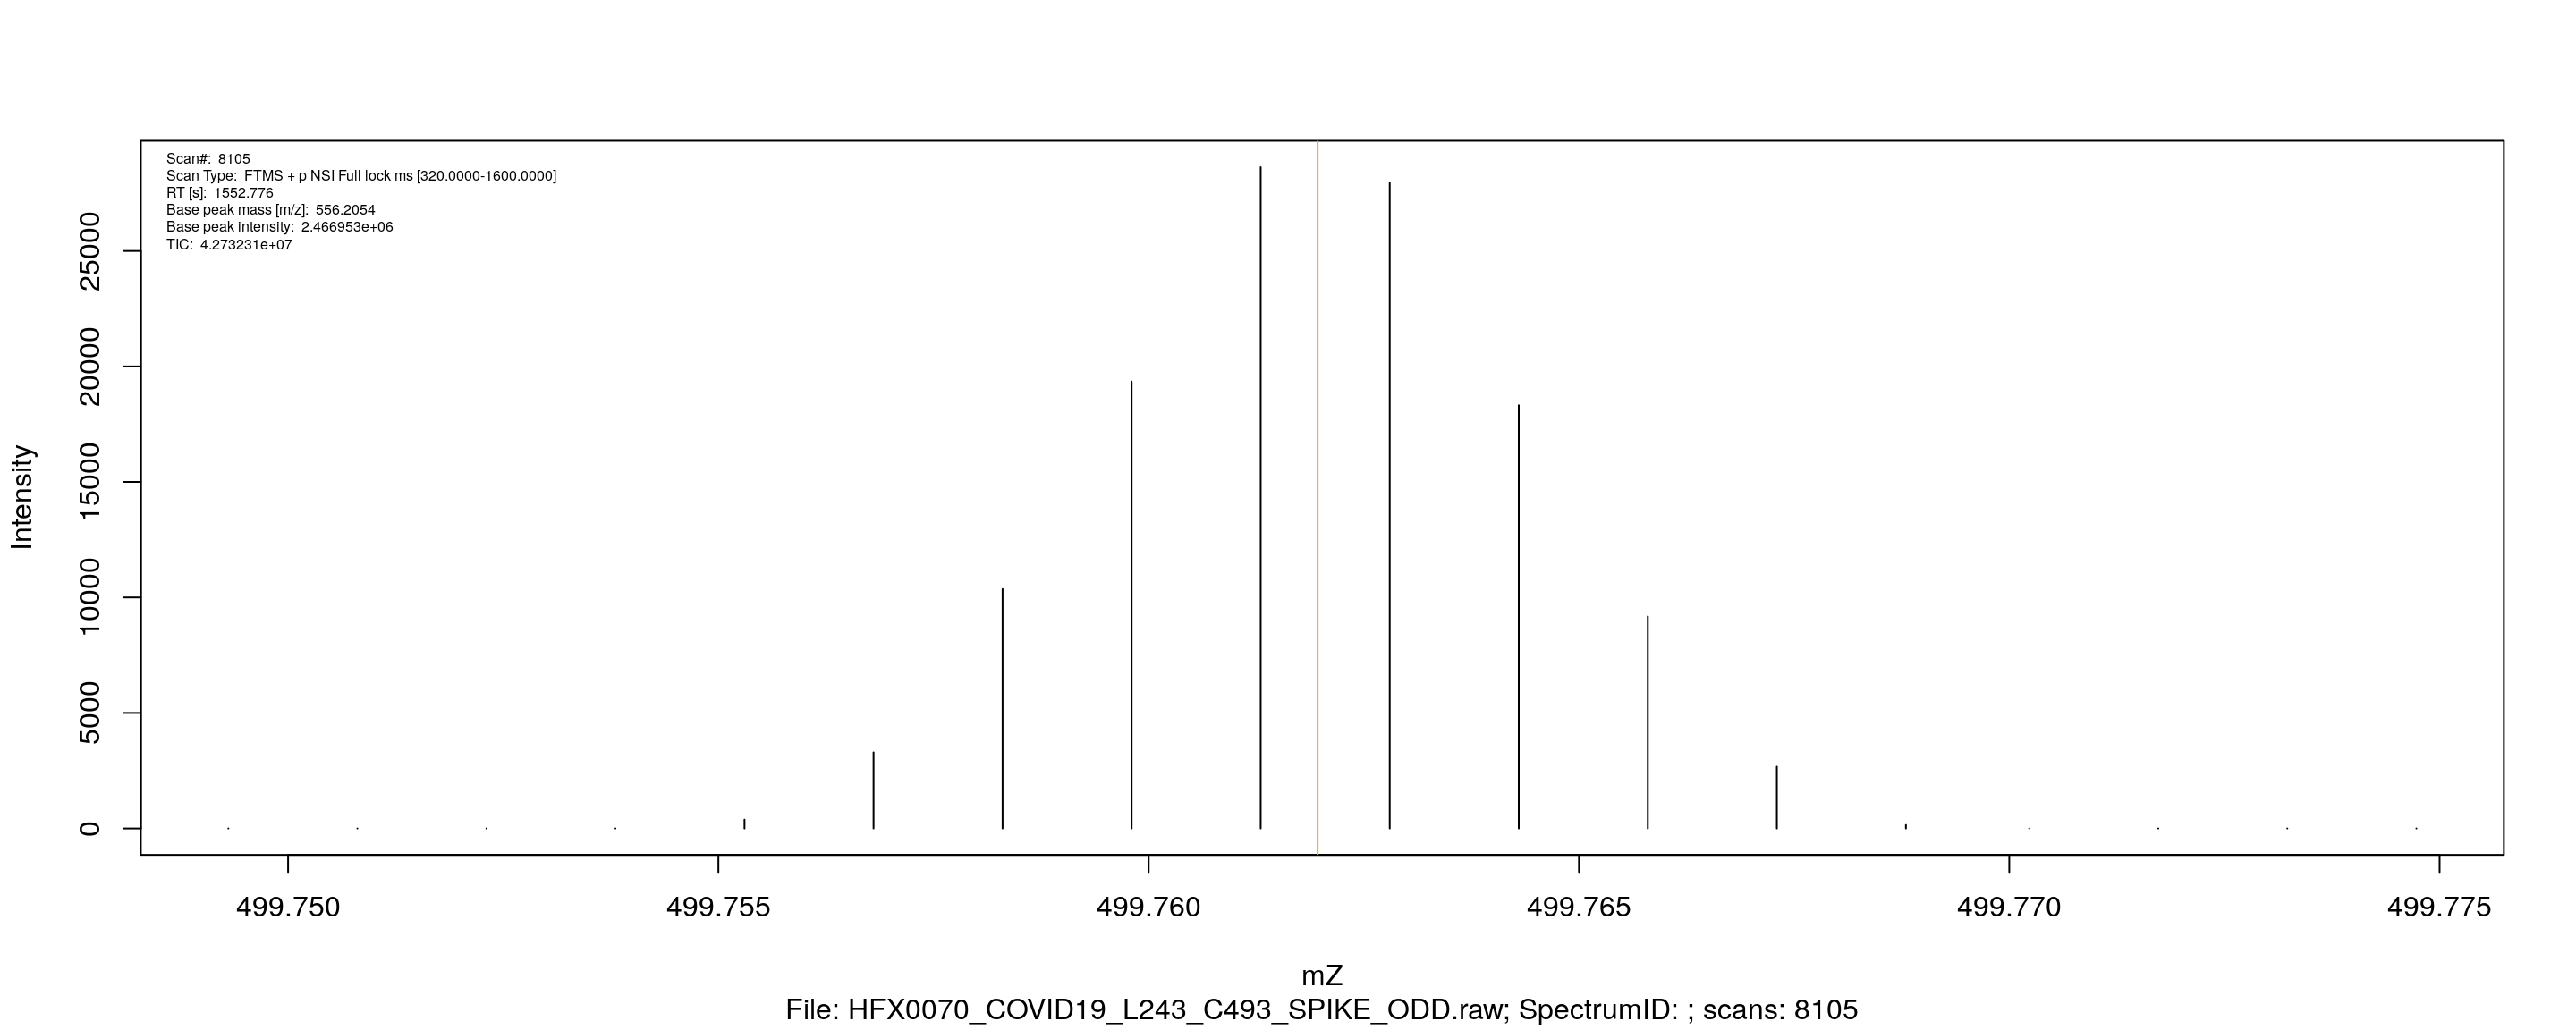 Scan#: 8105
Scan Type: FTMS + p NSI Full lock ms [320.0000-1600.0000]
RT [s]: 1552.776
Base peak mass [m/z]: 556.2054
Base peak intensity: 2.466953e+06
TIC: 4.273231e+07
Intensity
25000
20000
15000
10000
5000
0
499.750 499.755 499.760 499.765 499.770 499.775
mZ
File: HFX0070_COVID19_L243_C493_SPIKE_ODD.raw; SpectrumID: ; scans: 8105